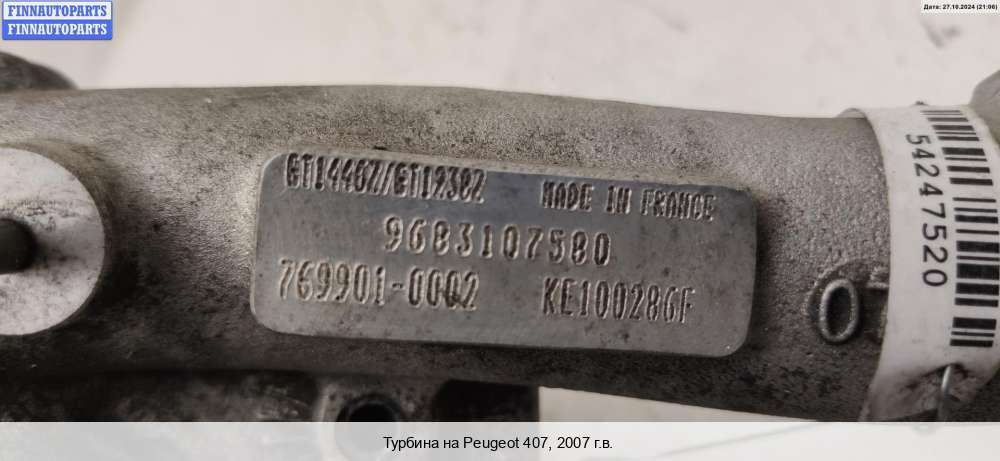 FINNAUTOPARTS
FINNAUTOPARTS
Дата: 27.10.2024 (21:06)
GT1446Z/GT1238Z MADE IN FRANCE
9683107580
769901-0002 KE100286F
54247520
0
Турбина на Peugeot 407, 2007 г.в.